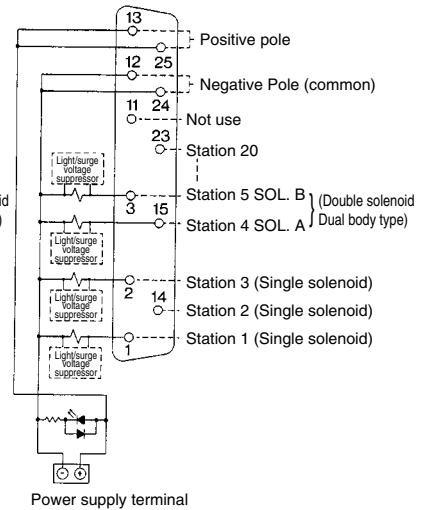 13
Positive pole
25
12
Negative Pole (common)
24
11
Not use
23
Station 20
Light/surge
voltage
suppressor
Station 5 SOL. B
(Double solenoid
3
15
Station 4 SOL. A
Dual body type)
id
)
Light/surge
voltage
suppressor
Station 3 (Single solenoid)
2
14
Light/surge
voltage
suppressor
Station 2 (Single solenoid)
Station 1 (Single solenoid)
1
Light/surge
voltage
suppressor
Power supply terminal